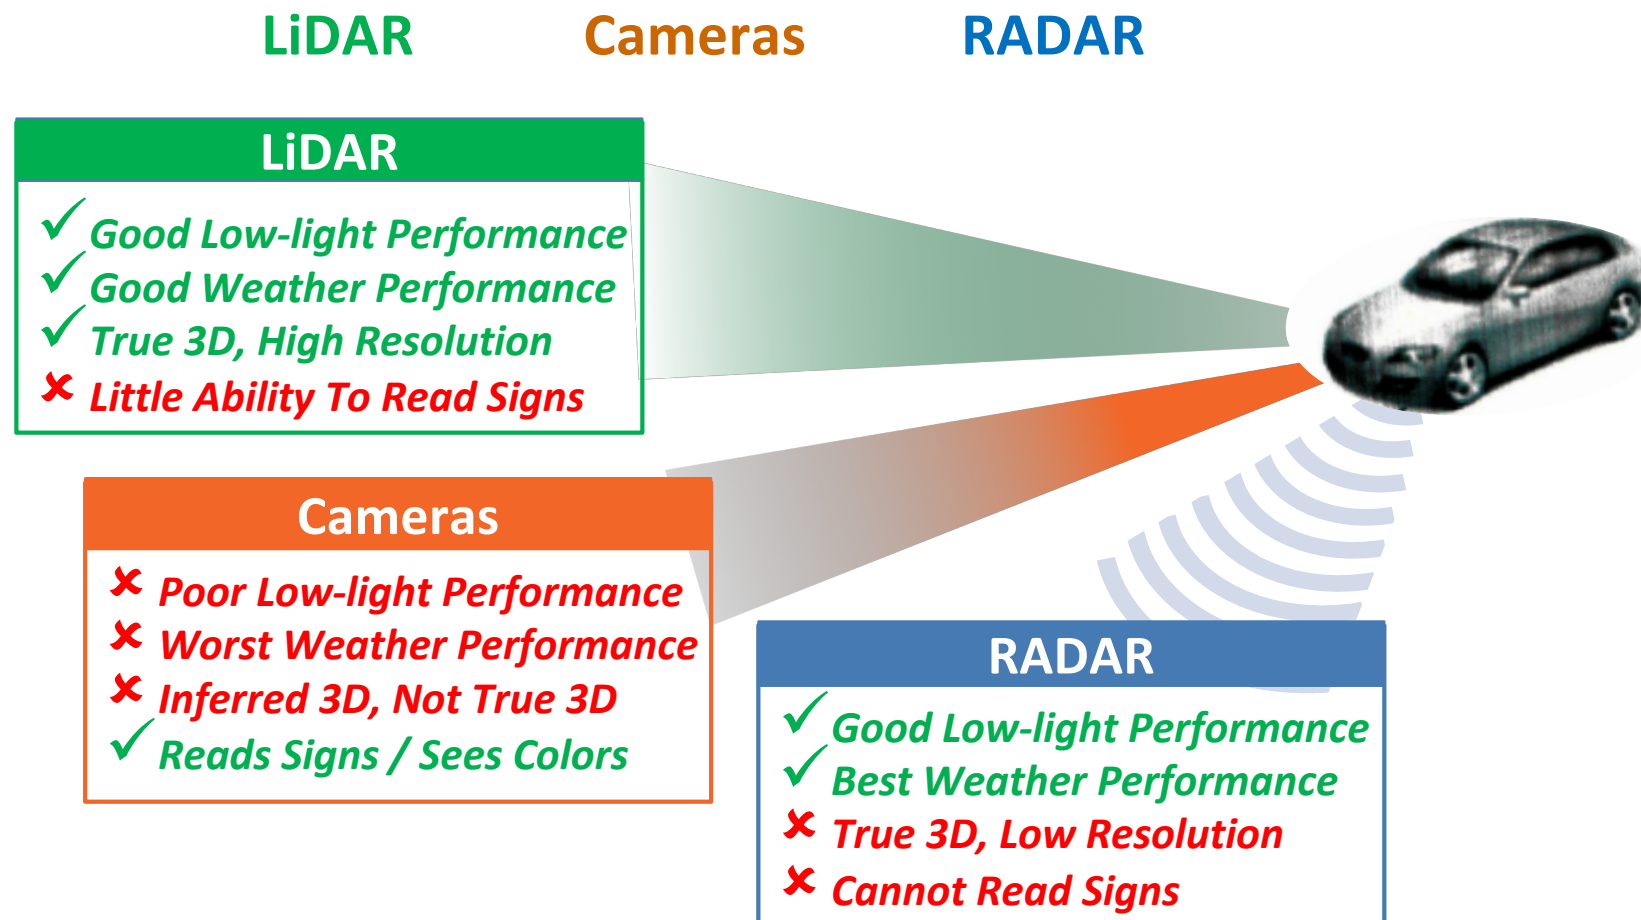 LiDAR Cameras RADAR
LiDAR
✓ Good Low-light Performance
✓ Good Weather Performance
✓ True 3D, High Resolution
✘ Little Ability To Read Signs
Cameras
✘ Poor Low-light Performance
✘ Worst Weather Performance
✘ Inferred 3D, Not True 3D
✓ Reads Signs / Sees Colors
RADAR
✓ Good Low-light Performance
✓ Best Weather Performance
✘ True 3D, Low Resolution
✘ Cannot Read Signs